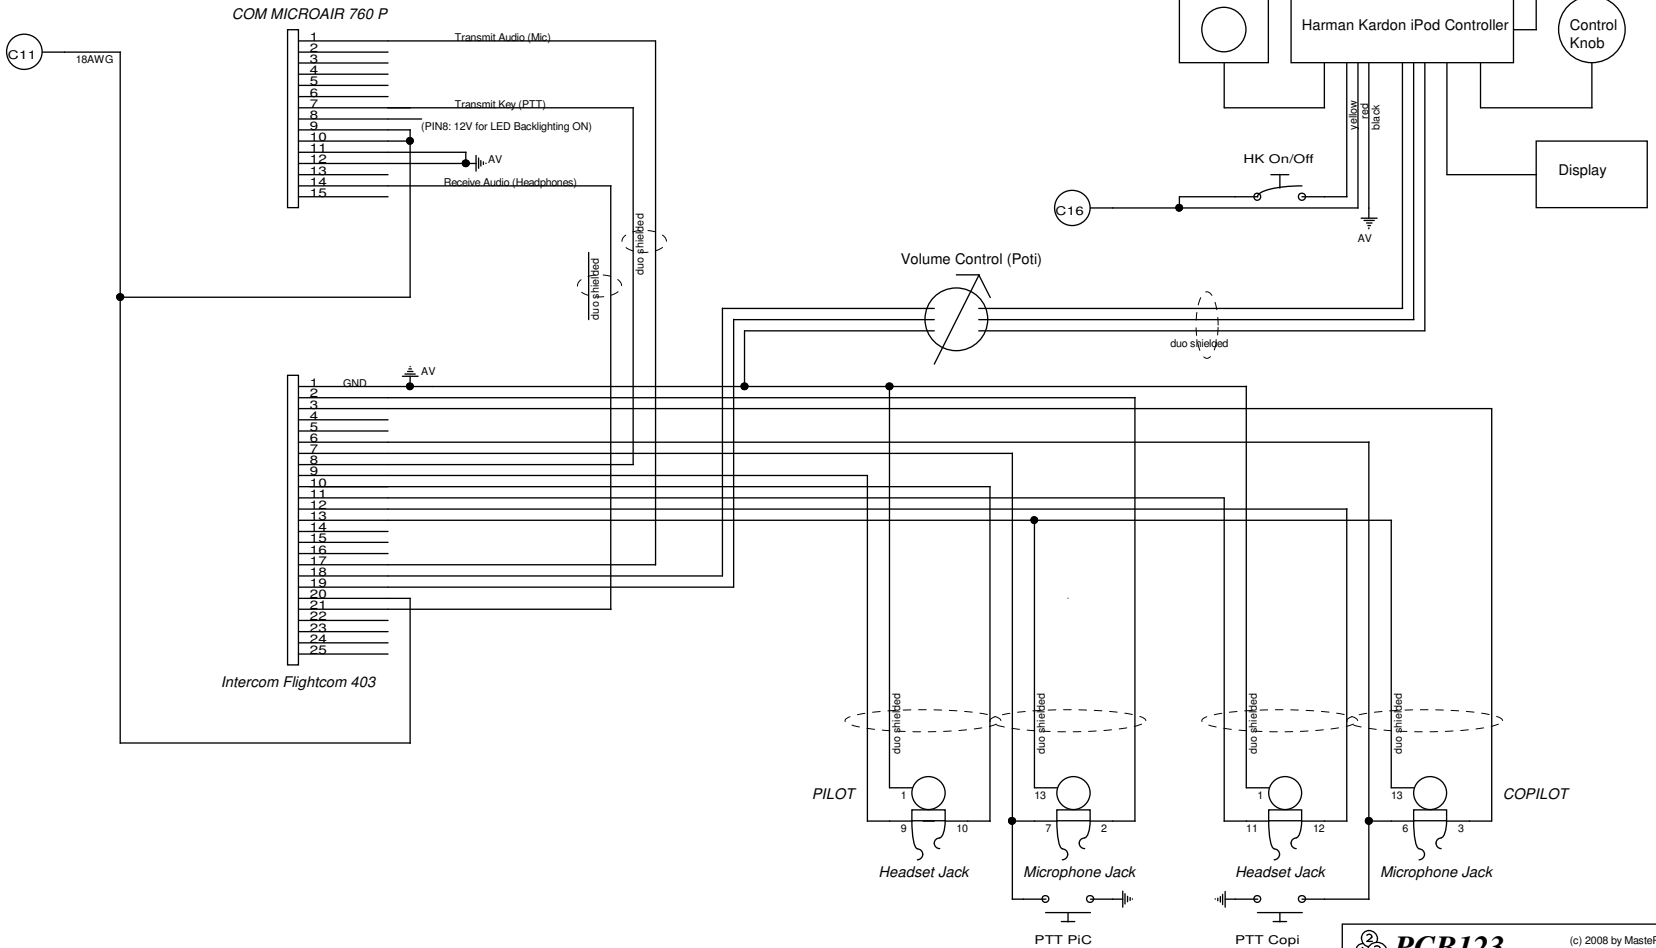 COM MICROAIR 760 P
C11
18AWG
1
2
3
4
5
6
7
8
9
10
11
12
13
14
15
Transmit Audio (Mic)
Transmit Key (PTT)
(PIN8: 12V for LED Backlighting ON)
AV
Receive Audio (Headphones)
duo shielded
duo shielded
Harman Kardon iPod Controller
Control
Knob
yellow
red
black
HK On/Off
Display
C16
AV
Volume Control (Poti)
duo shielded
GND
AV
1
2
3
4
5
6
7
8
9
10
11
12
13
14
15
16
17
18
19
20
21
22
23
24
25
Intercom Flightcom 403
duo shielded
duo shielded
duo shielded
duo shielded
PILOT
1
13
1
13
COPILOT
9
10
7
2
11
12
6
3
Headset Jack
Microphone Jack
Headset Jack
Microphone Jack
PTT PiC
PTT Copi
2
PCB123
(c) 2008 by